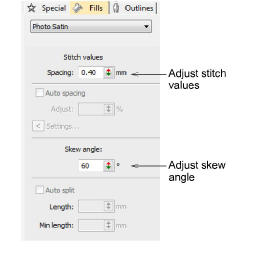 Special Fills Outlines
Photo Satin
Stitch values
Spacing: 0.40 mm
Adjust stitch values
Auto spacing
Adjust: %
< Settings...
Skew angle:
60 °
Adjust skew angle
Auto split
Length: mm
Min length: mm